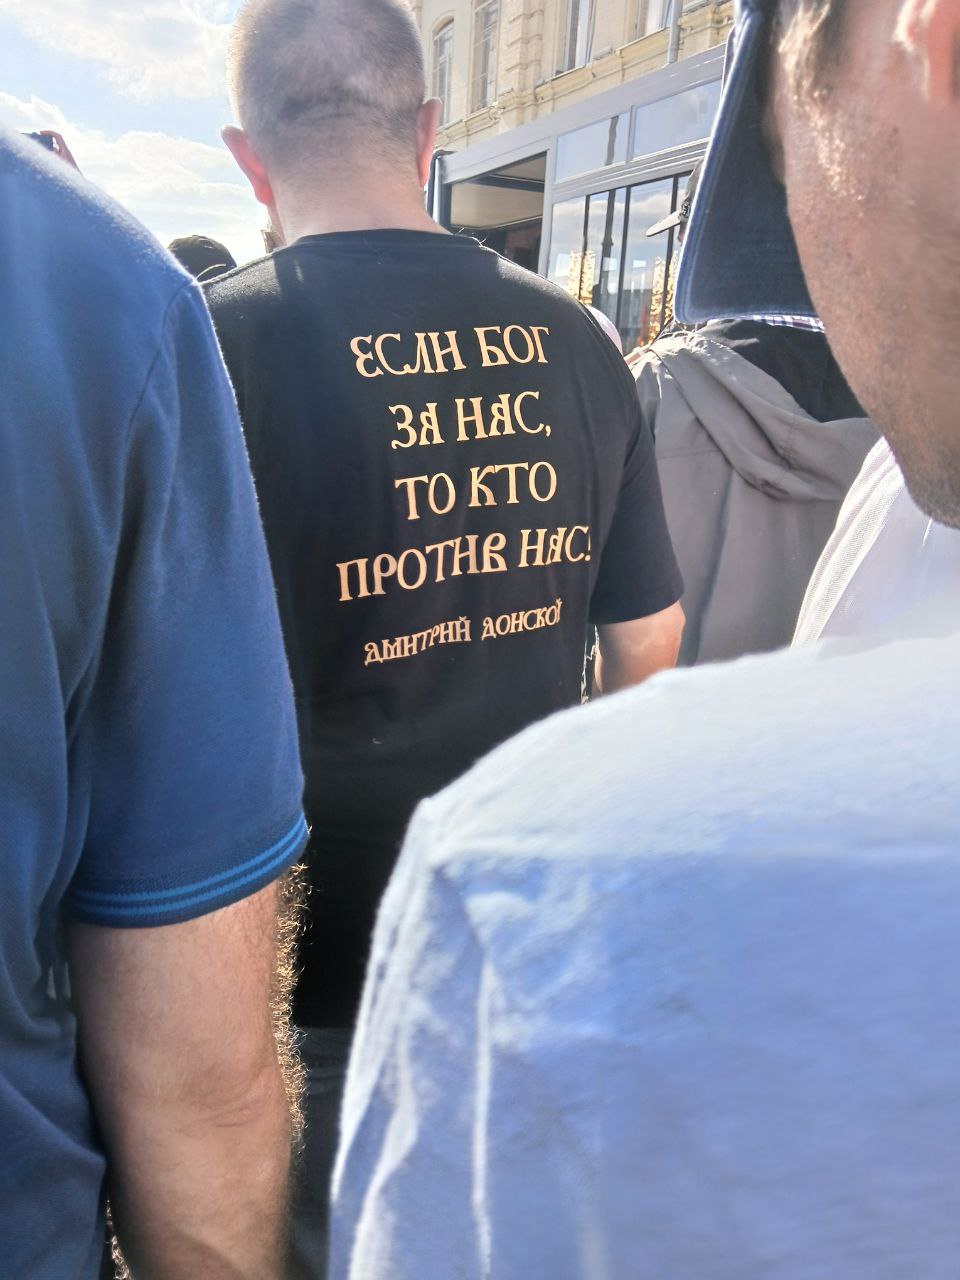 ЕСЛИ БОГ
ЗА НАС,
ТО КТО
ПРОТИВ НАС!
ДМИТРИЙ ДОНСКОЙ